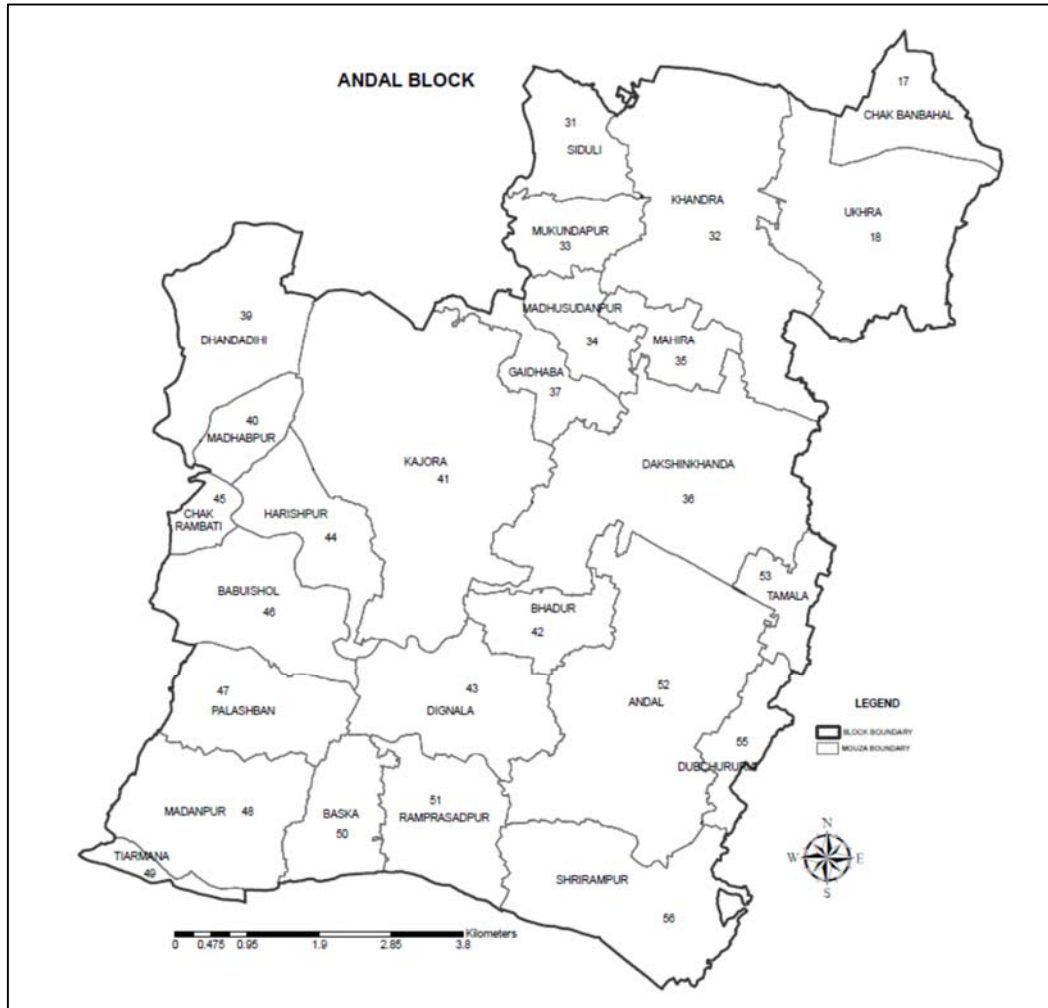 ANDAL BLOCK
17
CHAK BANBAHAL
31
SIDULI
KHANDRA
32
UKHRA
18
MUKUNDAPUR
33
MADHUSUDANPUR
34
MAHIRA
35
39
DHANDADIHI
GAIDHABA
37
40
MADHABPUR
KAJORA
41
DAKSHINKHANDA
36
45
CHAK
RAMBATI
HARISHPUR
44
53
TAMALA
BABUISHOL
46
BHADUR
42
47
PALASHBAN
43
DIGNALA
52
ANDAL
55
LEGEND
BLOCK BOUNDARY
MOUZA BOUNDARY
MADANPUR 48
BASKA
50
51
RAMPRASADPUR
TIARMANA
49
SHRIRAMPUR
56
N
W E
S
Kilometers
0 0.475 0.95 1.9 2.85 3.8